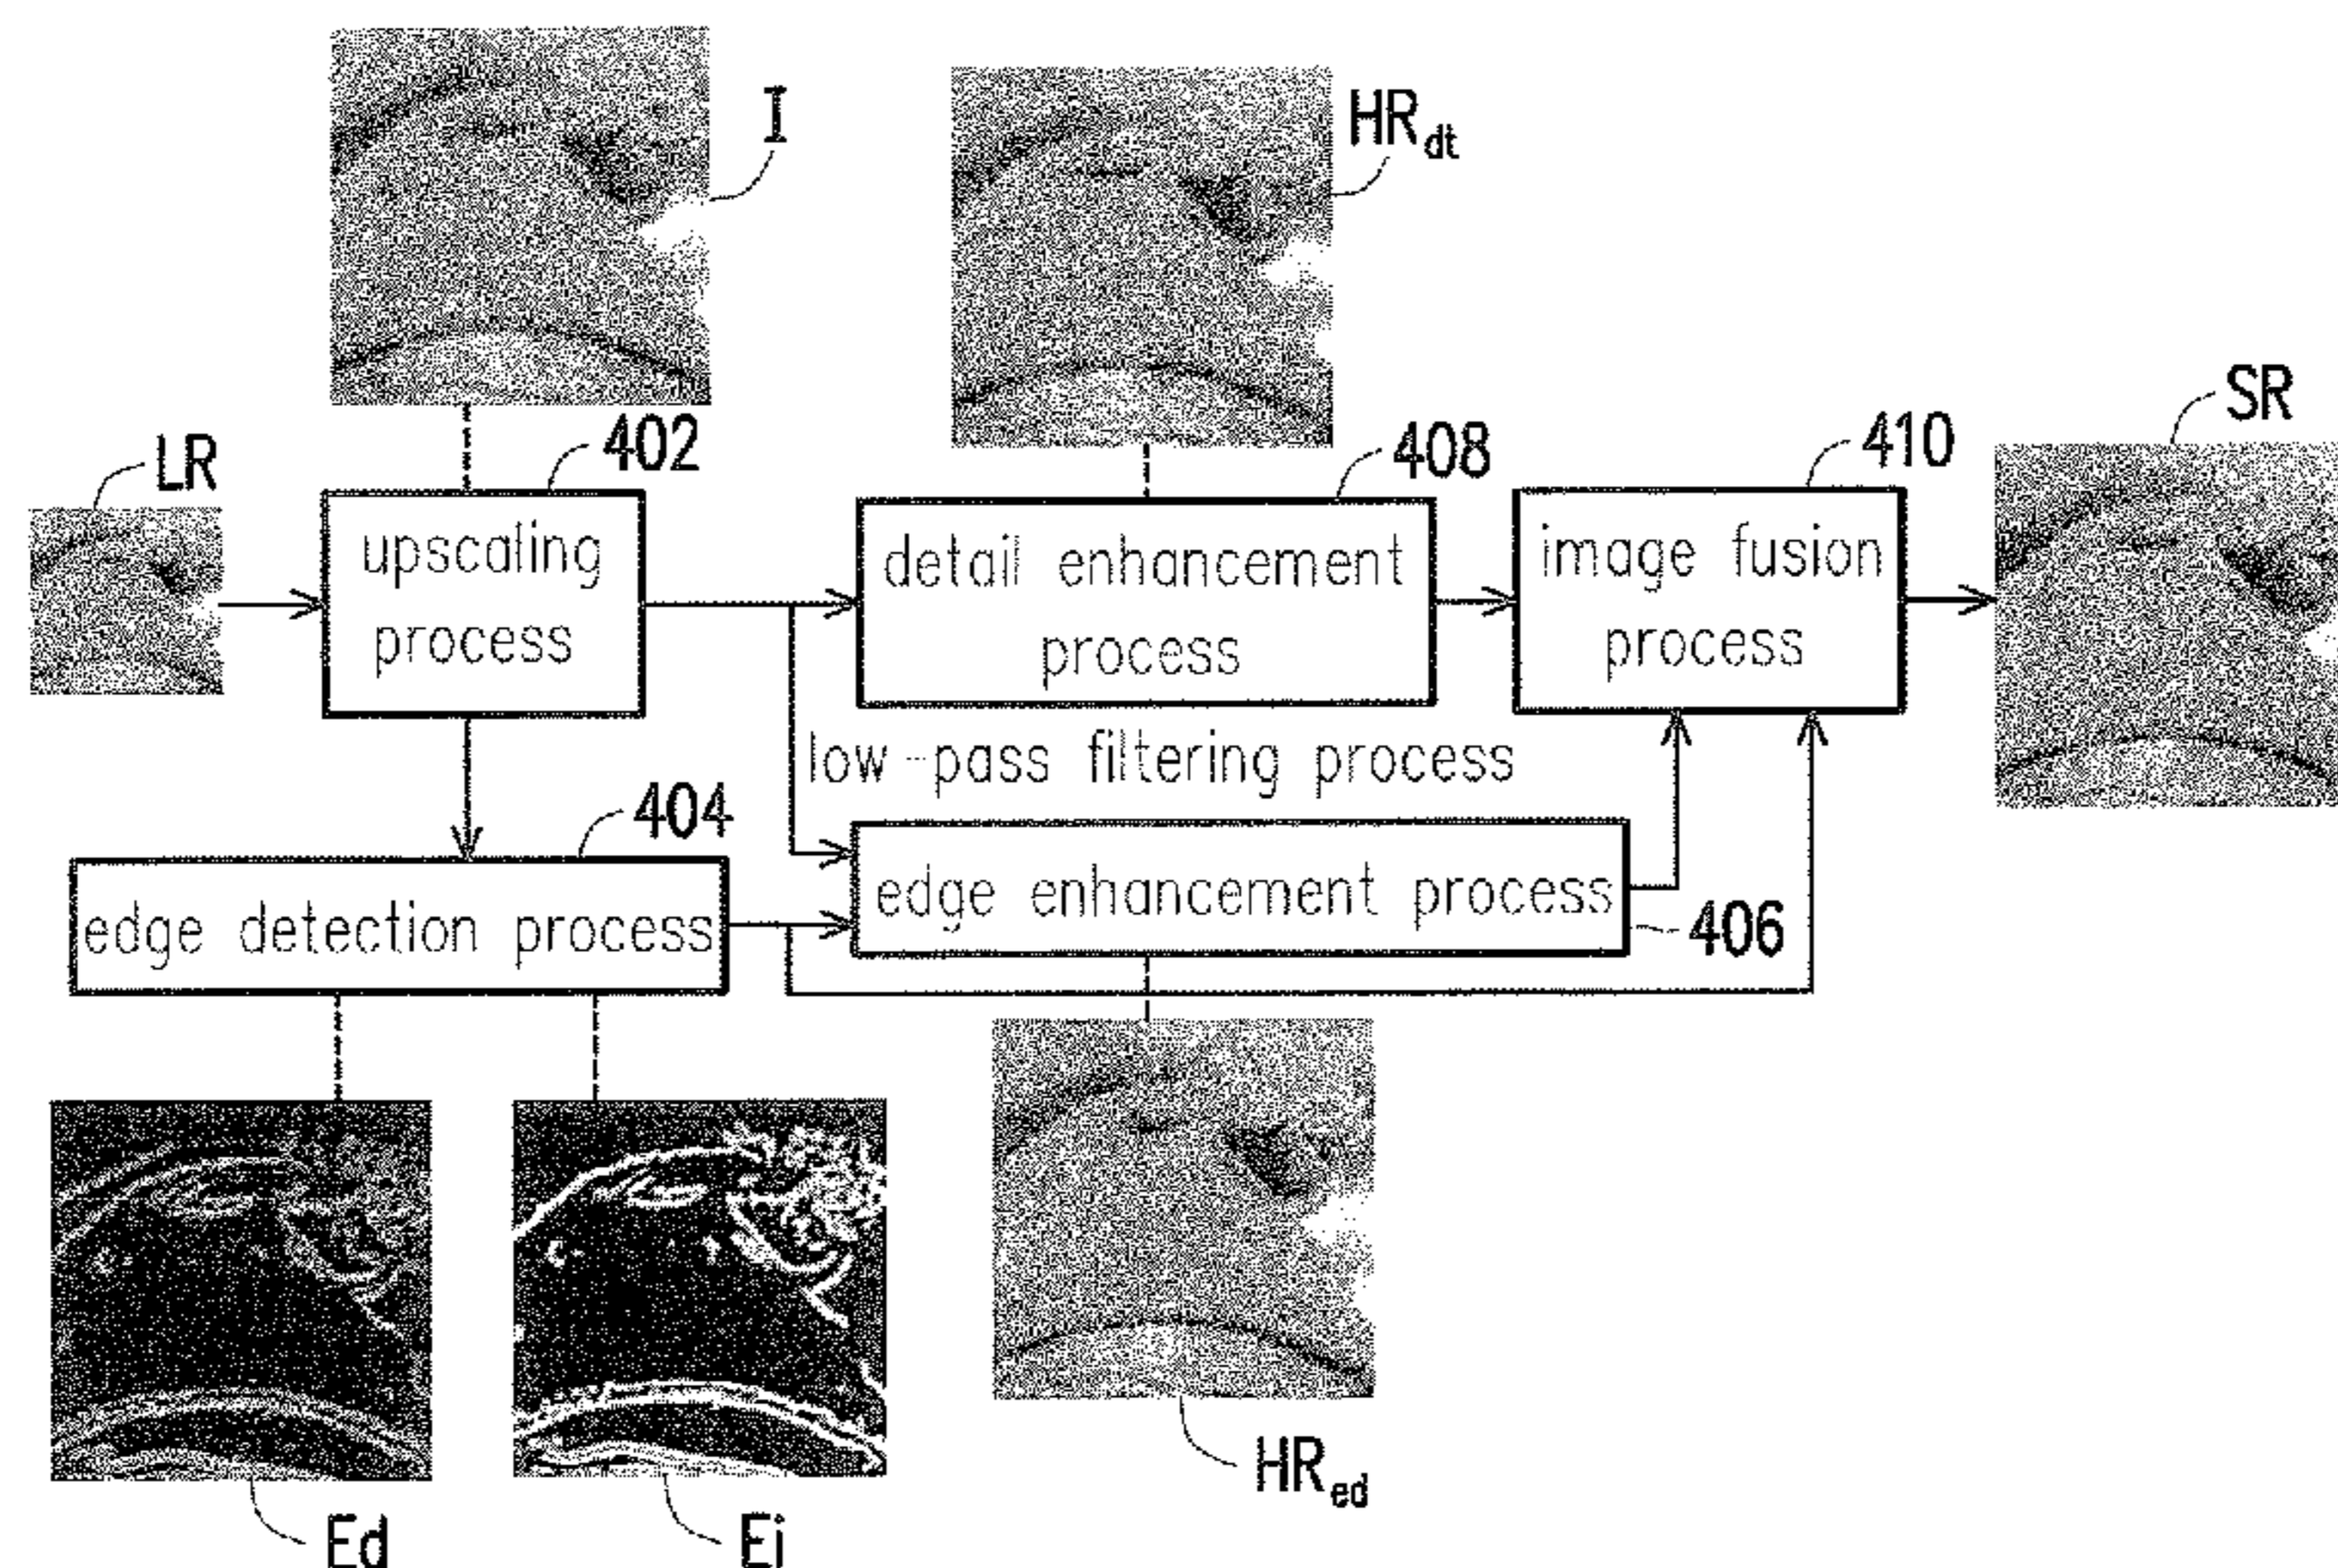 I
HRdt
LR
402
408
410
SR
upscaling
process
detail enhancement
process
image fusion
process
low-pass filtering process
404
edge detection process
edge enhancement process
406
HRed
Ed
Ei